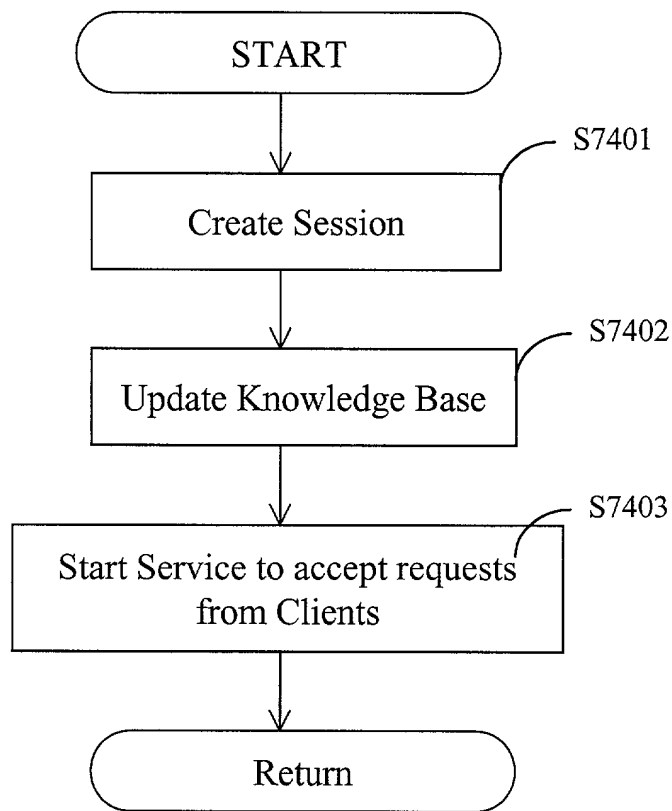 START
S7401
Create Session
S7402
Update Knowledge Base
S7403
Start Service to accept requests
from Clients
Return